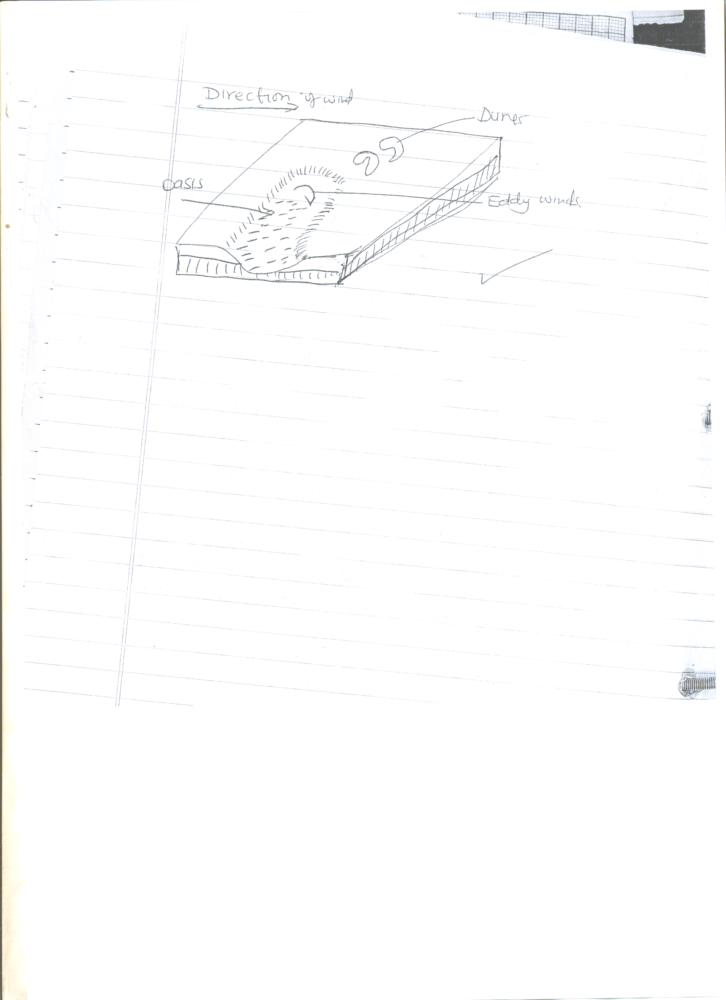 Direction of wind
Dunes
Oasis
Eddy winds.